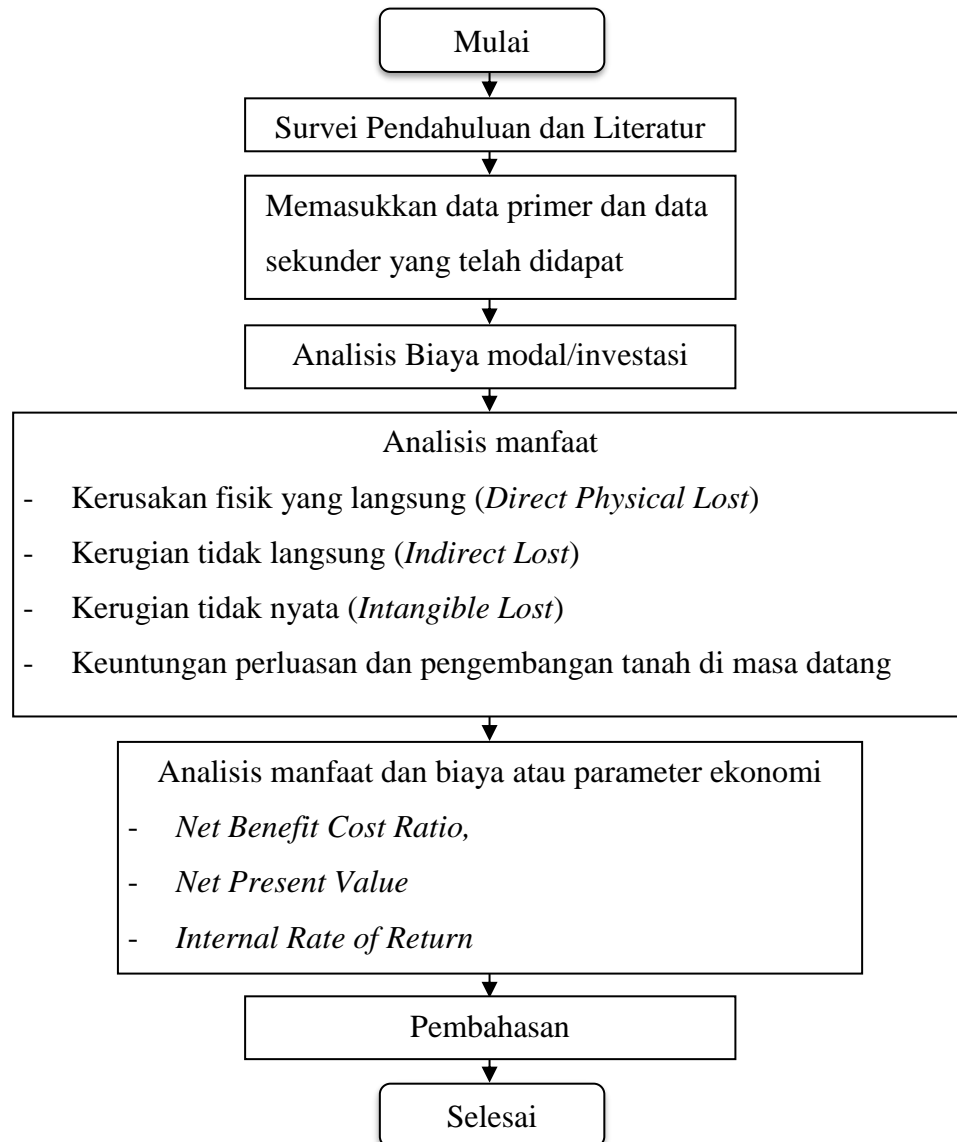 Mulai
Survei Pendahuluan dan Literatur
Memasukkan data primer dan data
sekunder yang telah didapat
Analisis Biaya modal/investasi
Analisis manfaat
- Kerusakan fisik yang langsung (Direct Physical Lost)
- Kerugian tidak langsung (Indirect Lost)
- Kerugian tidak nyata (Intangible Lost)
- Keuntungan perluasan dan pengembangan tanah di masa datang
Analisis manfaat dan biaya atau parameter ekonomi
- Net Benefit Cost Ratio,
- Net Present Value
- Internal Rate of Return
Pembahasan
Selesai